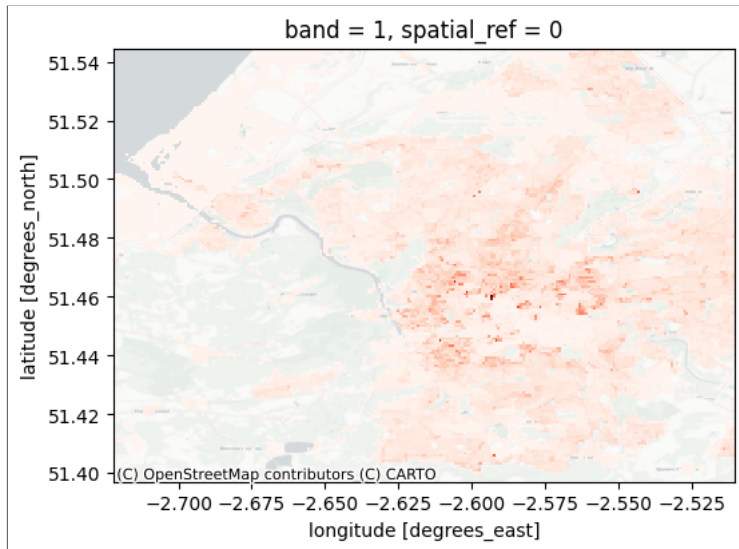 band = 1, spatial_ref = 0
51.54
51.52
51.50
51.48
51.46
51.44
51.42
51.40
latitude [degrees_north]
(C) OpenStreetMap contributors (C) CARTO
−2.700 −2.675 −2.650 −2.625 −2.600 −2.575 −2.550 −2.525
longitude [degrees_east]